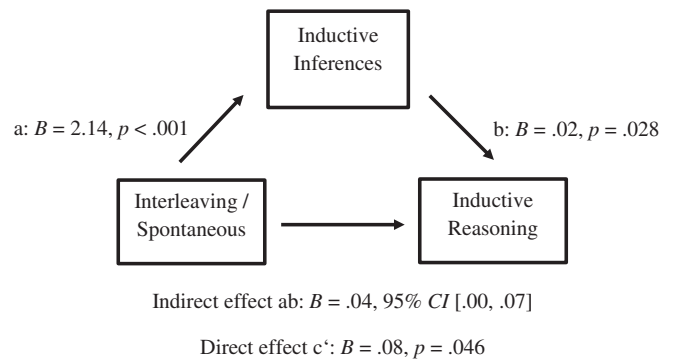 Inductive
Inferences
a: B = 2.14, p < .001
b: B = .02, p = .028
Interleaving /
Spontaneous
Inductive
Reasoning
Indirect effect ab: B = .04, 95% CI [.00, .07]
Direct effect c‘: B = .08, p = .046